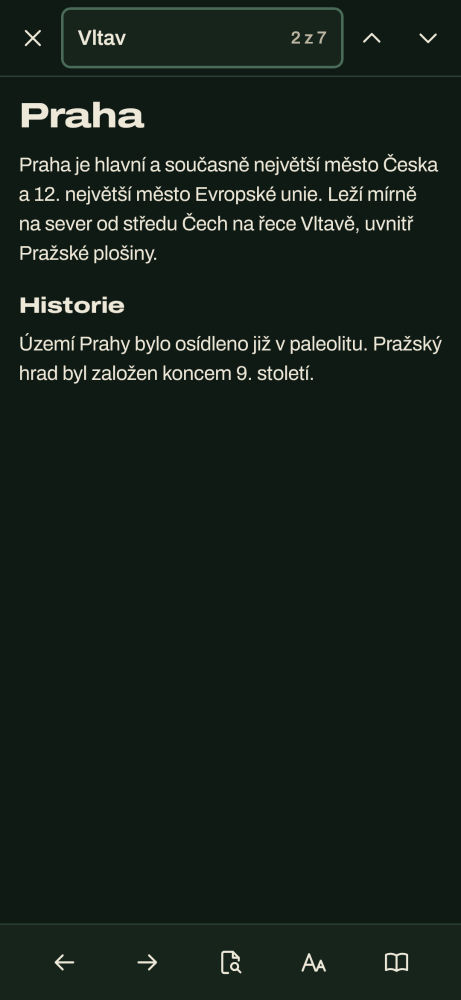 Vltav
2 z 7
Praha
Praha je hlavní a současně největší město Česka
a 12. největší město Evropské unie. Leží mírně
na sever od středu Čech na řece Vltavě, uvnitř
Pražské plošiny.
Historie
Území Prahy bylo osídleno již v paleolitu. Pražský
hrad byl založen koncem 9. století.
AA